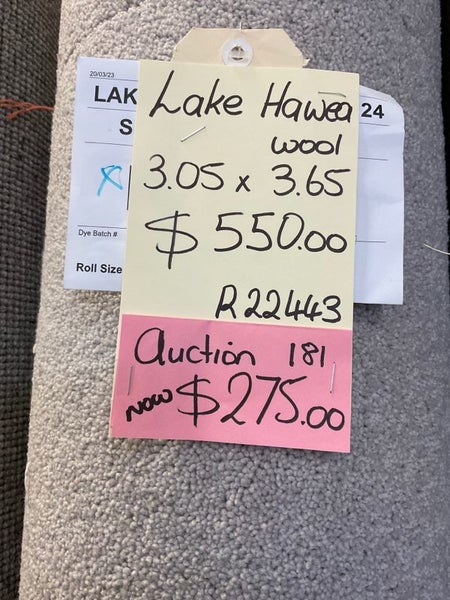 20/03/23
LAK
24
S
Lake Hawea
wool
X
3.05 x 3.65
$550.00
Dye Batch #
Roll Size
R22443
Auction 181
NOW $275.00